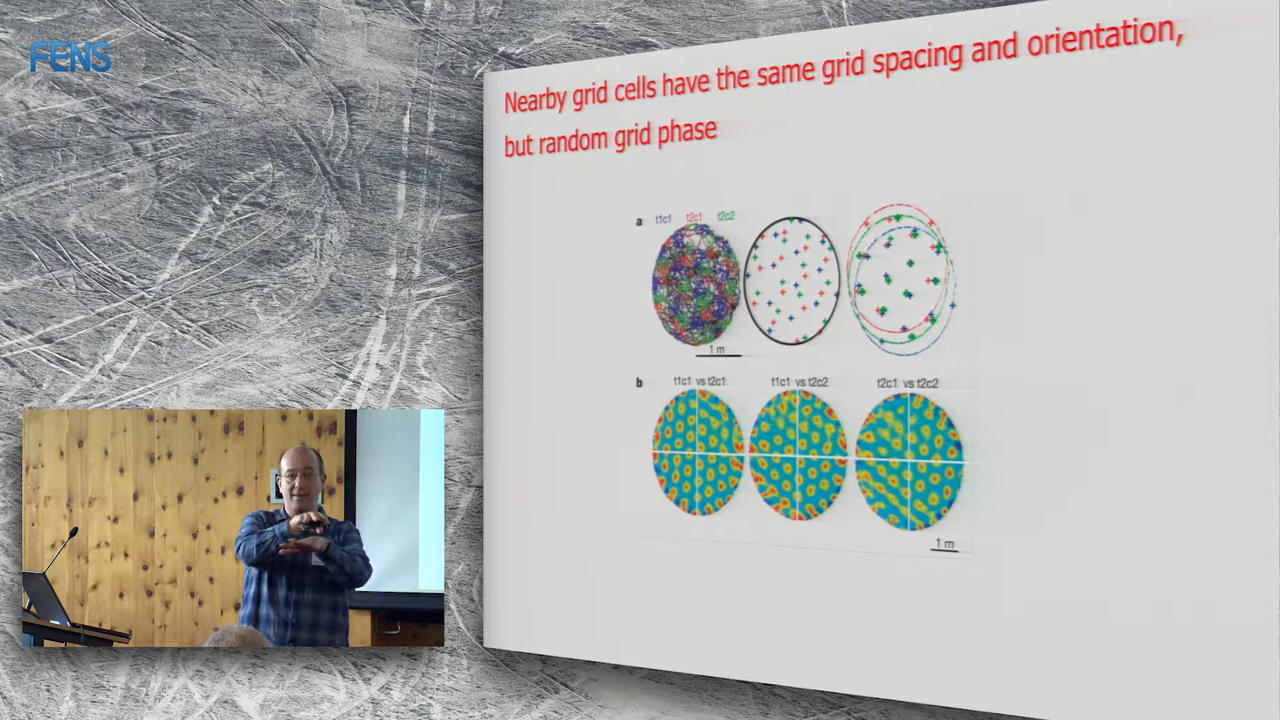 FENS
Nearby grid cells have the same grid spacing and orientation,
but random grid phase
a t1c1 t2c1 t2c2
1 m
b t1c1 vs t2c1 t1c1 vs t2c2 t2c1 vs t2c2
1 m